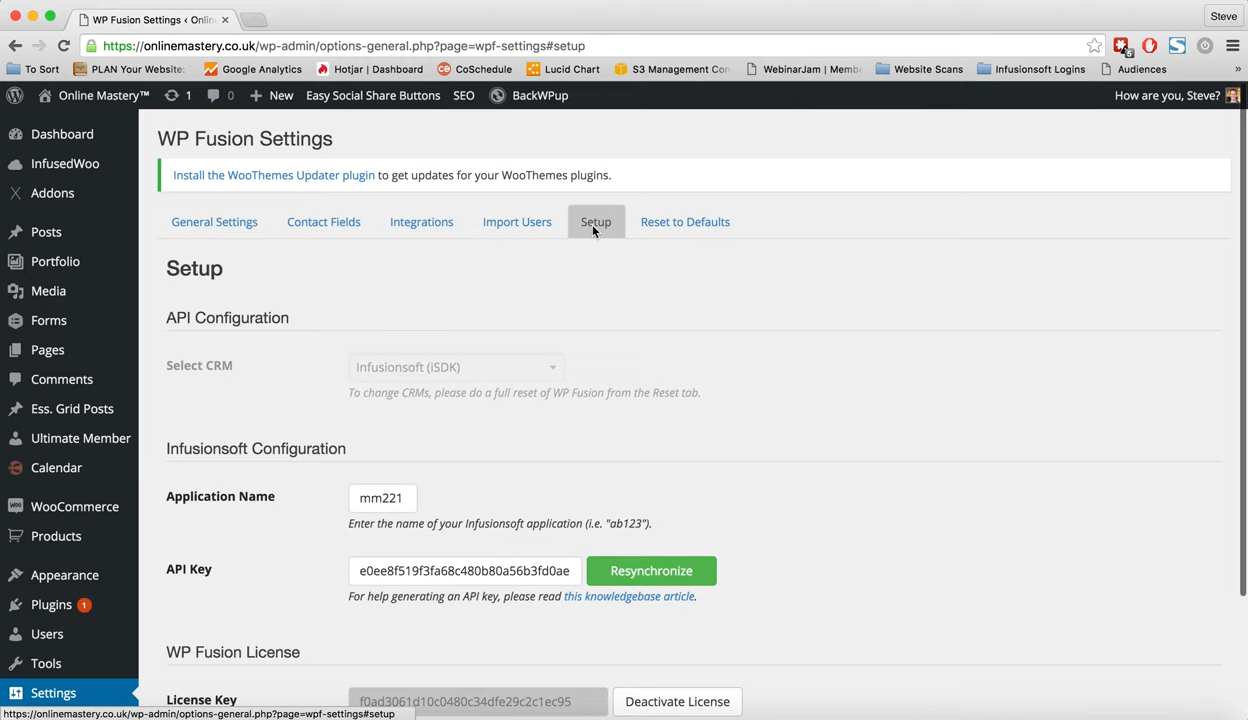 WP Fusion Settings ‹ Onlin
Steve
https://onlinemastery.co.uk/wp-admin/options-general.php?page=wpf-settings#setup
To Sort
PLAN Your Website:
Google Analytics
Hotjar | Dashboard
CoSchedule
Lucid Chart
S3 Management Con
WebinarJam | Memb
Website Scans
Infusionsoft Logins
Audiences
»
Online Mastery™
1
0
New
Easy Social Share Buttons
SEO
BackWPup
How are you, Steve?
Dashboard
InfusedWoo
Addons
Posts
Portfolio
Media
Forms
Pages
Comments
Ess. Grid Posts
Ultimate Member
Calendar
WooCommerce
Products
Appearance
Plugins 1
Users
Tools
Settings
WP Fusion Settings
Install the WooThemes Updater plugin to get updates for your WooThemes plugins.
General Settings
Contact Fields
Integrations
Import Users
Setup
Reset to Defaults
Setup
API Configuration
Select CRM
Infusionsoft (iSDK)
To change CRMs, please do a full reset of WP Fusion from the Reset tab.
Infusionsoft Configuration
Application Name
mm221
Enter the name of your Infusionsoft application (i.e. "ab123").
API Key
e0ee8f519f3fa68c480b80a56b3fd0ae
Resynchronize
For help generating an API key, please read this knowledgebase article.
WP Fusion License
License Key
f0ad3061d10c0480c34dfe29c2c1ec95
Deactivate License
https://onlinemastery.co.uk/wp-admin/options-general.php?page=wpf-settings#setup